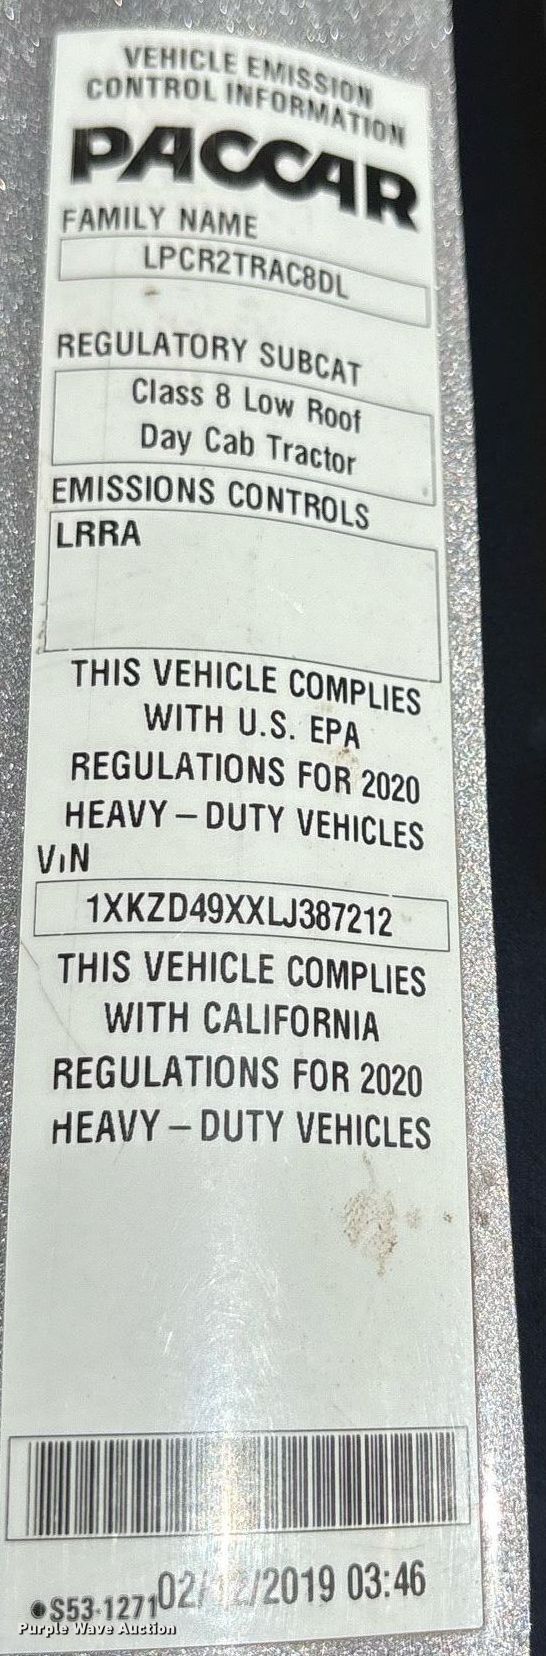 VEHICLE EMISSION
CONTROL INFORMATION
PACCAR
FAMILY NAME
LPCR2TRAC8DL
REGULATORY SUBCAT
Class 8 Low Roof
Day Cab Tractor
EMISSIONS CONTROLS
LRRA
THIS VEHICLE COMPLIES
WITH U.S. EPA
REGULATIONS FOR 2020
HEAVY – DUTY VEHICLES
VIN
1XKZD49XXLJ387212
THIS VEHICLE COMPLIES
WITH CALIFORNIA
REGULATIONS FOR 2020
HEAVY – DUTY VEHICLES
S53-1271 /2019 03:46
Purple Wave Auction